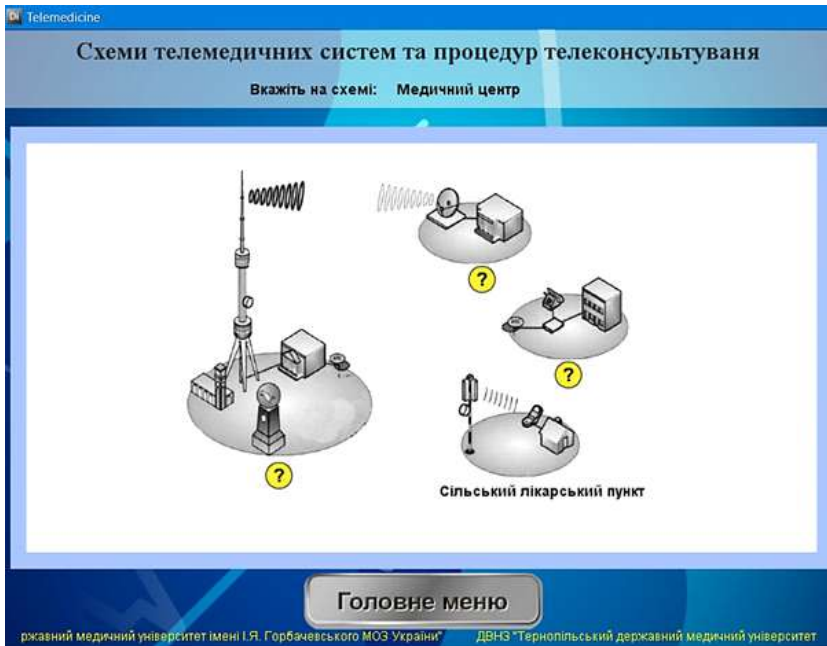 Telemedicine
Схеми телемедичних систем та процедур телеконсультуваня
Вкажіть на схемі: Медичний центр
?
?
?
Сільський лікарський пункт
Головне меню
ржавний медичний університет імені І.Я. Горбачевського МОЗ України" ДВНЗ "Тернопільський державний медичний університет